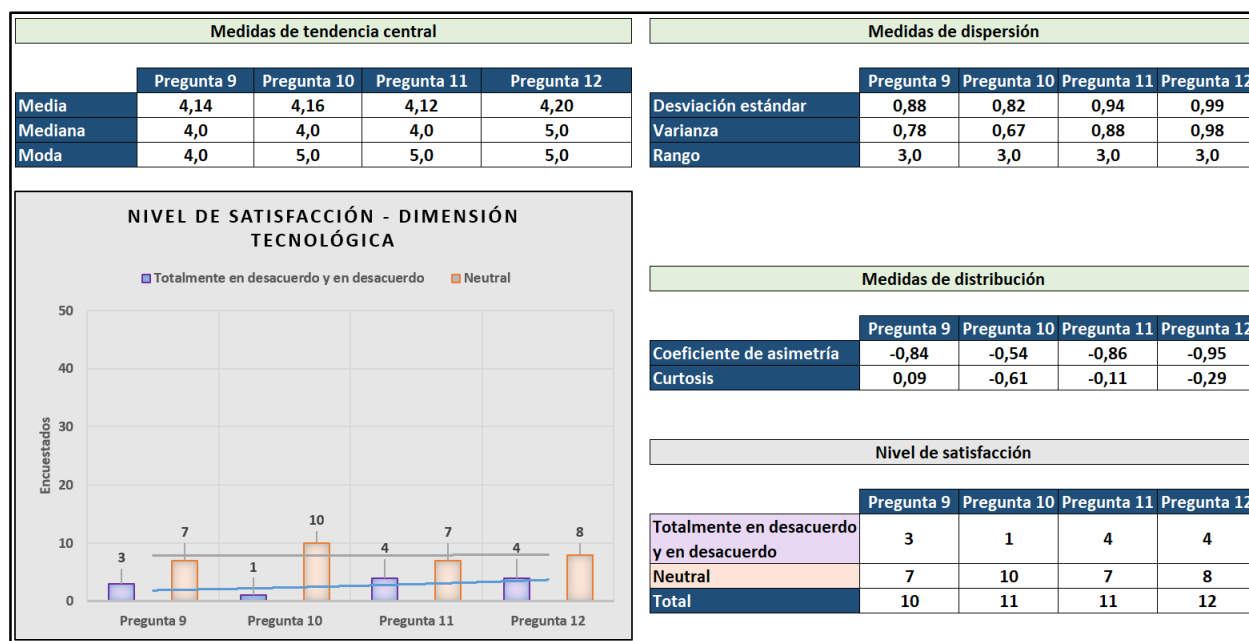 Medidas de tendencia central
Pregunta 9 Pregunta 10 Pregunta 11 Pregunta 12
Media 4,14 4,16 4,12 4,20
Mediana 4,0 4,0 4,0 5,0
Moda 4,0 5,0 5,0 5,0
Medidas de dispersión
Pregunta 9 Pregunta 10 Pregunta 11 Pregunta 12
Desviación estándar 0,88 0,82 0,94 0,99
Varianza 0,78 0,67 0,88 0,98
Rango 3,0 3,0 3,0 3,0
NIVEL DE SATISFACCIÓN - DIMENSIÓN
TECNOLÓGICA
Totalmente en desacuerdo y en desacuerdo Neutral
Encuestados
50
40
30
20
10
0
3 7 1 10 4 7 4 8
Pregunta 9 Pregunta 10 Pregunta 11 Pregunta 12
Medidas de distribución
Pregunta 9 Pregunta 10 Pregunta 11 Pregunta 12
Coeficiente de asimetría -0,84 -0,54 -0,86 -0,95
Curtosis 0,09 -0,61 -0,11 -0,29
Nivel de satisfacción
Pregunta 9 Pregunta 10 Pregunta 11 Pregunta 12
Totalmente en desacuerdo
y en desacuerdo 3 1 4 4
Neutral 7 10 7 8
Total 10 11 11 12